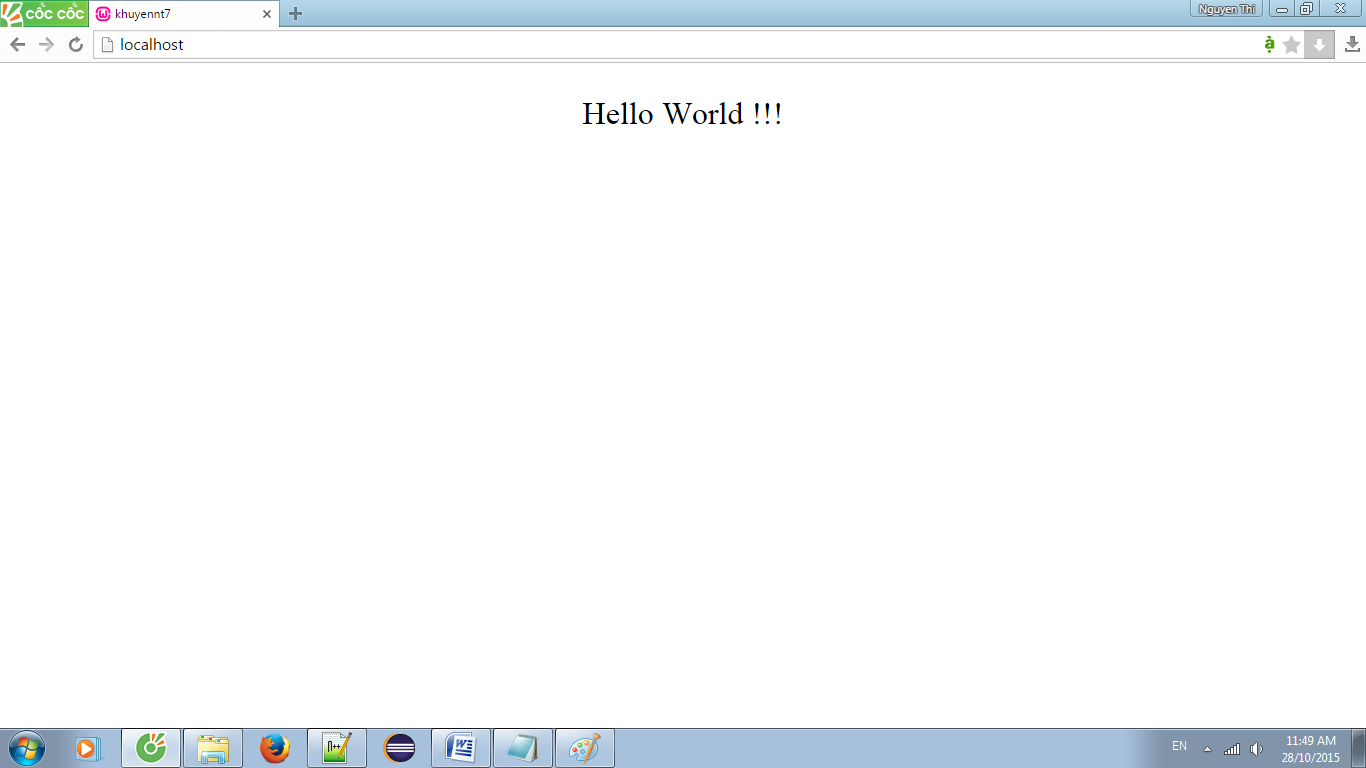 cốc cốc
khuyennt7
Nguyen Thi
localhost
ạ̀
Hello World !!!
EN
11:49 AM
28/10/2015